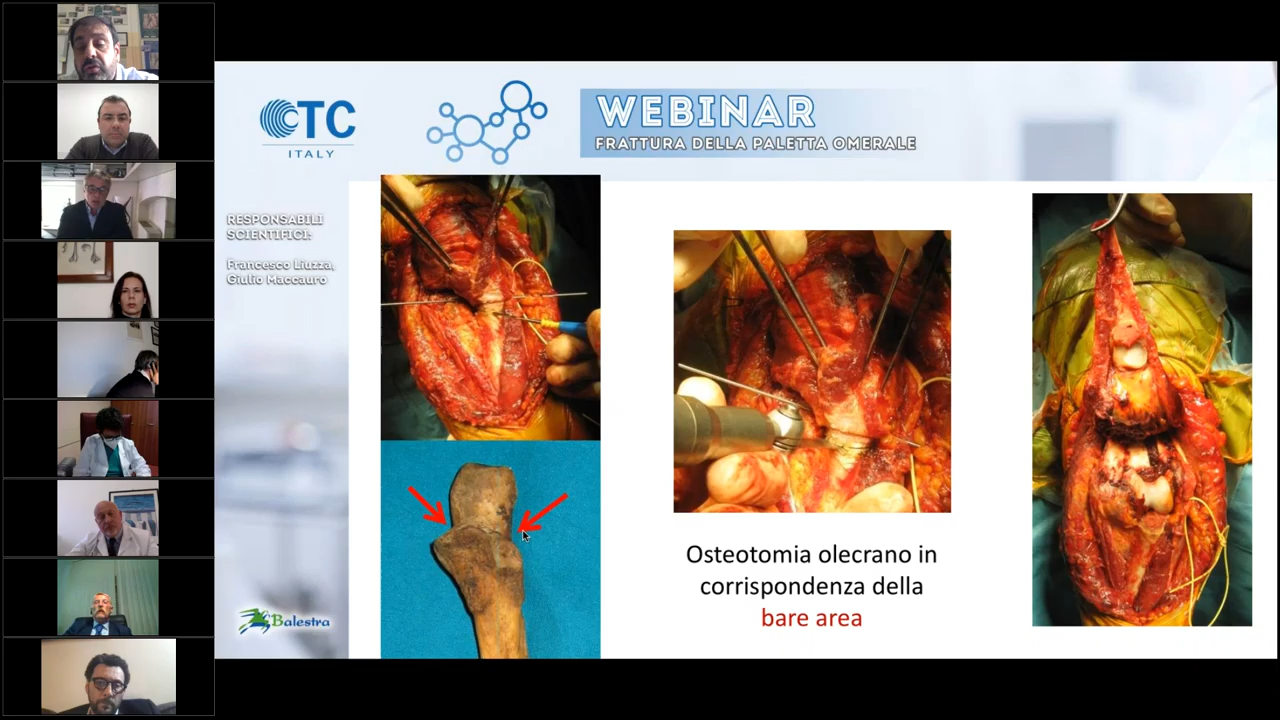 CTC
ITALY
WEBINAR
FRATTURA DELLA PALETTA OMERALE
RESPONSABILI
SCIENTIFICI:
Francesco Liuzza,
Giulio Maccauro
Balestra
Osteotomia olecrano in
corrispondenza della
bare area